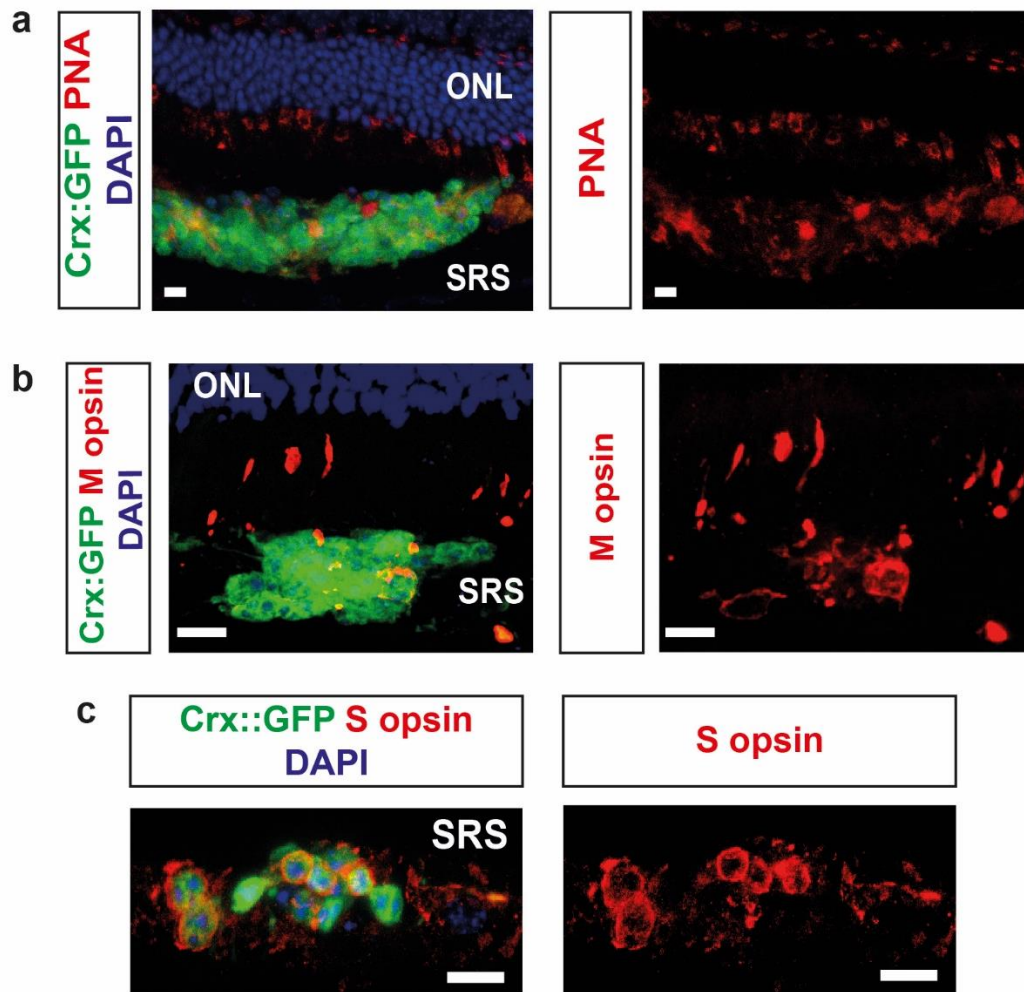 a
Crx::GFP PNA
DAPI
ONL
SRS
PNA
b
Crx:GFP M opsin
DAPI
ONL
SRS
M opsin
c
Crx::GFP S opsin
DAPI
SRS
S opsin